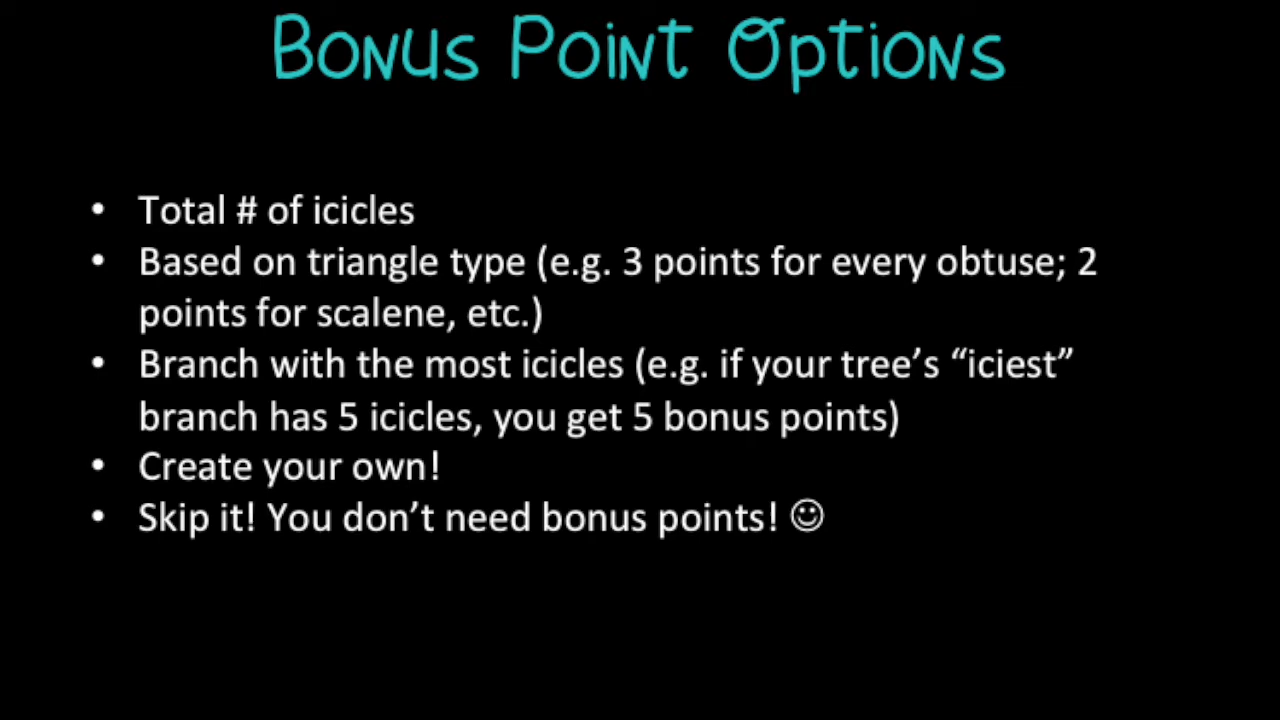 Bonus Point Options
• Total # of icicles
• Based on triangle type (e.g. 3 points for every obtuse; 2
points for scalene, etc.)
• Branch with the most icicles (e.g. if your tree’s “iciest”
branch has 5 icicles, you get 5 bonus points)
• Create your own!
• Skip it! You don’t need bonus points! ☺